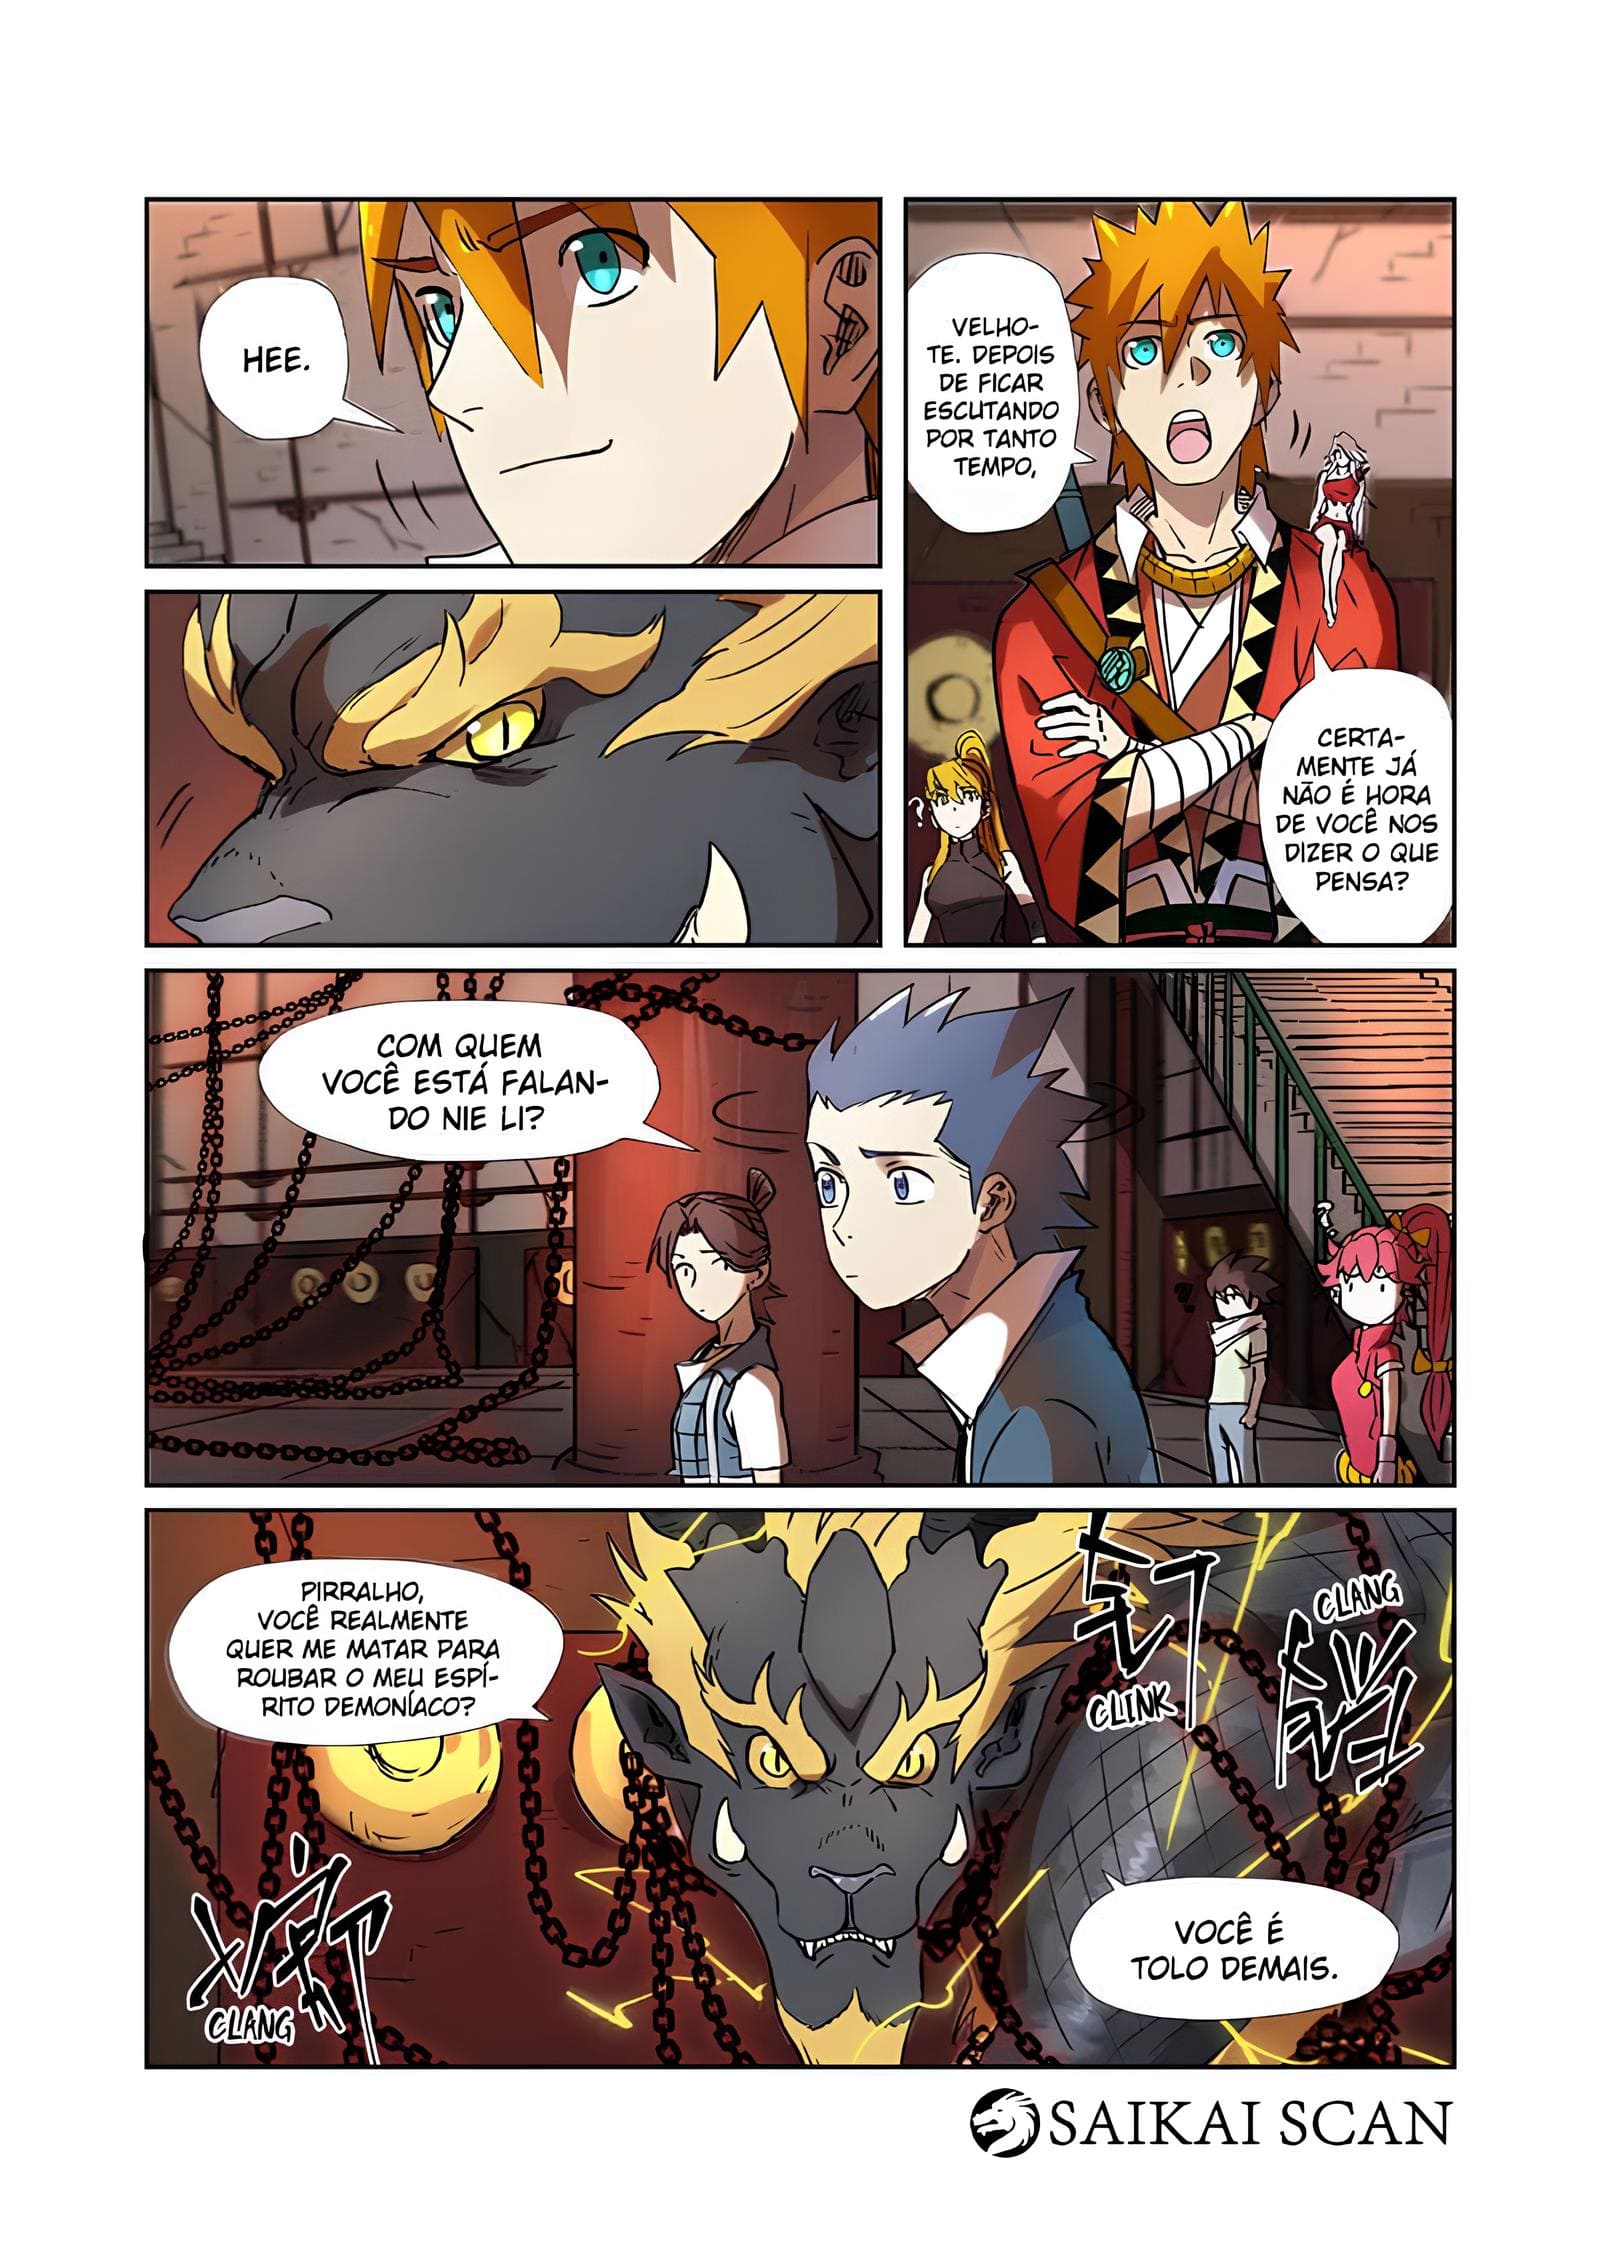 HEE.
VELHO-
TE. DEPOIS
DE FICAR
ESCUTANDO
POR TANTO
TEMPO,
?
CERTA-
MENTE JÁ
NÃO É HORA
DE VOCÊ NOS
DIZER O QUE
PENSA?
COM QUEM
VOCÊ ESTÁ FALAN-
DO NIE LI?
PIRRALHO,
VOCÊ REALMENTE
QUER ME MATAR PARA
ROUBAR O MEU ESPÍ-
RITO DEMONÍACO?
CLINK
CLANG
CLANG
VOCÊ É
TOLO DEMAIS.
SAIKAI SCAN